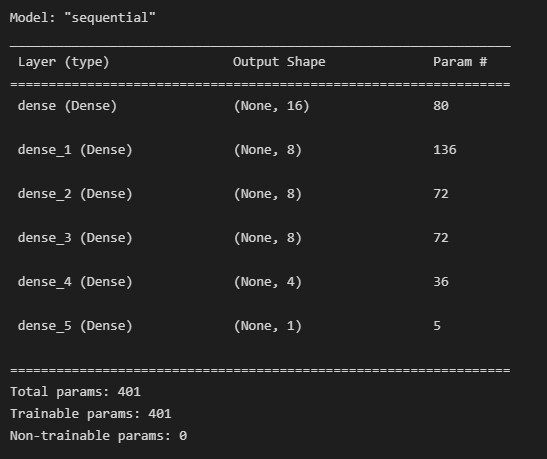 Model: "sequential"
_________________________________________________________________
Layer (type)                Output Shape              Param #
=================================================================
dense (Dense)               (None, 16)                80
dense_1 (Dense)             (None, 8)                 136
dense_2 (Dense)             (None, 8)                 72
dense_3 (Dense)             (None, 8)                 72
dense_4 (Dense)             (None, 4)                 36
dense_5 (Dense)             (None, 1)                 5
=================================================================
Total params: 401
Trainable params: 401
Non-trainable params: 0